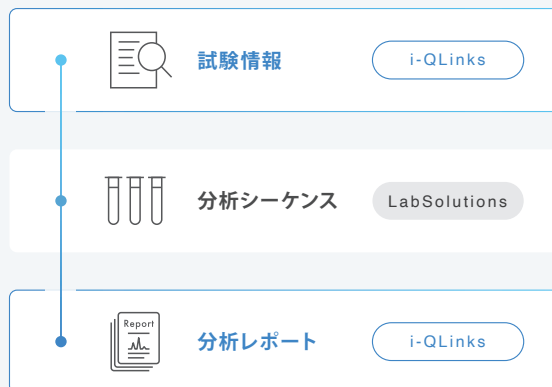 試験情報
i-QLinks
分析シーケンス
LabSolutions
Report
分析レポート
i-QLinks